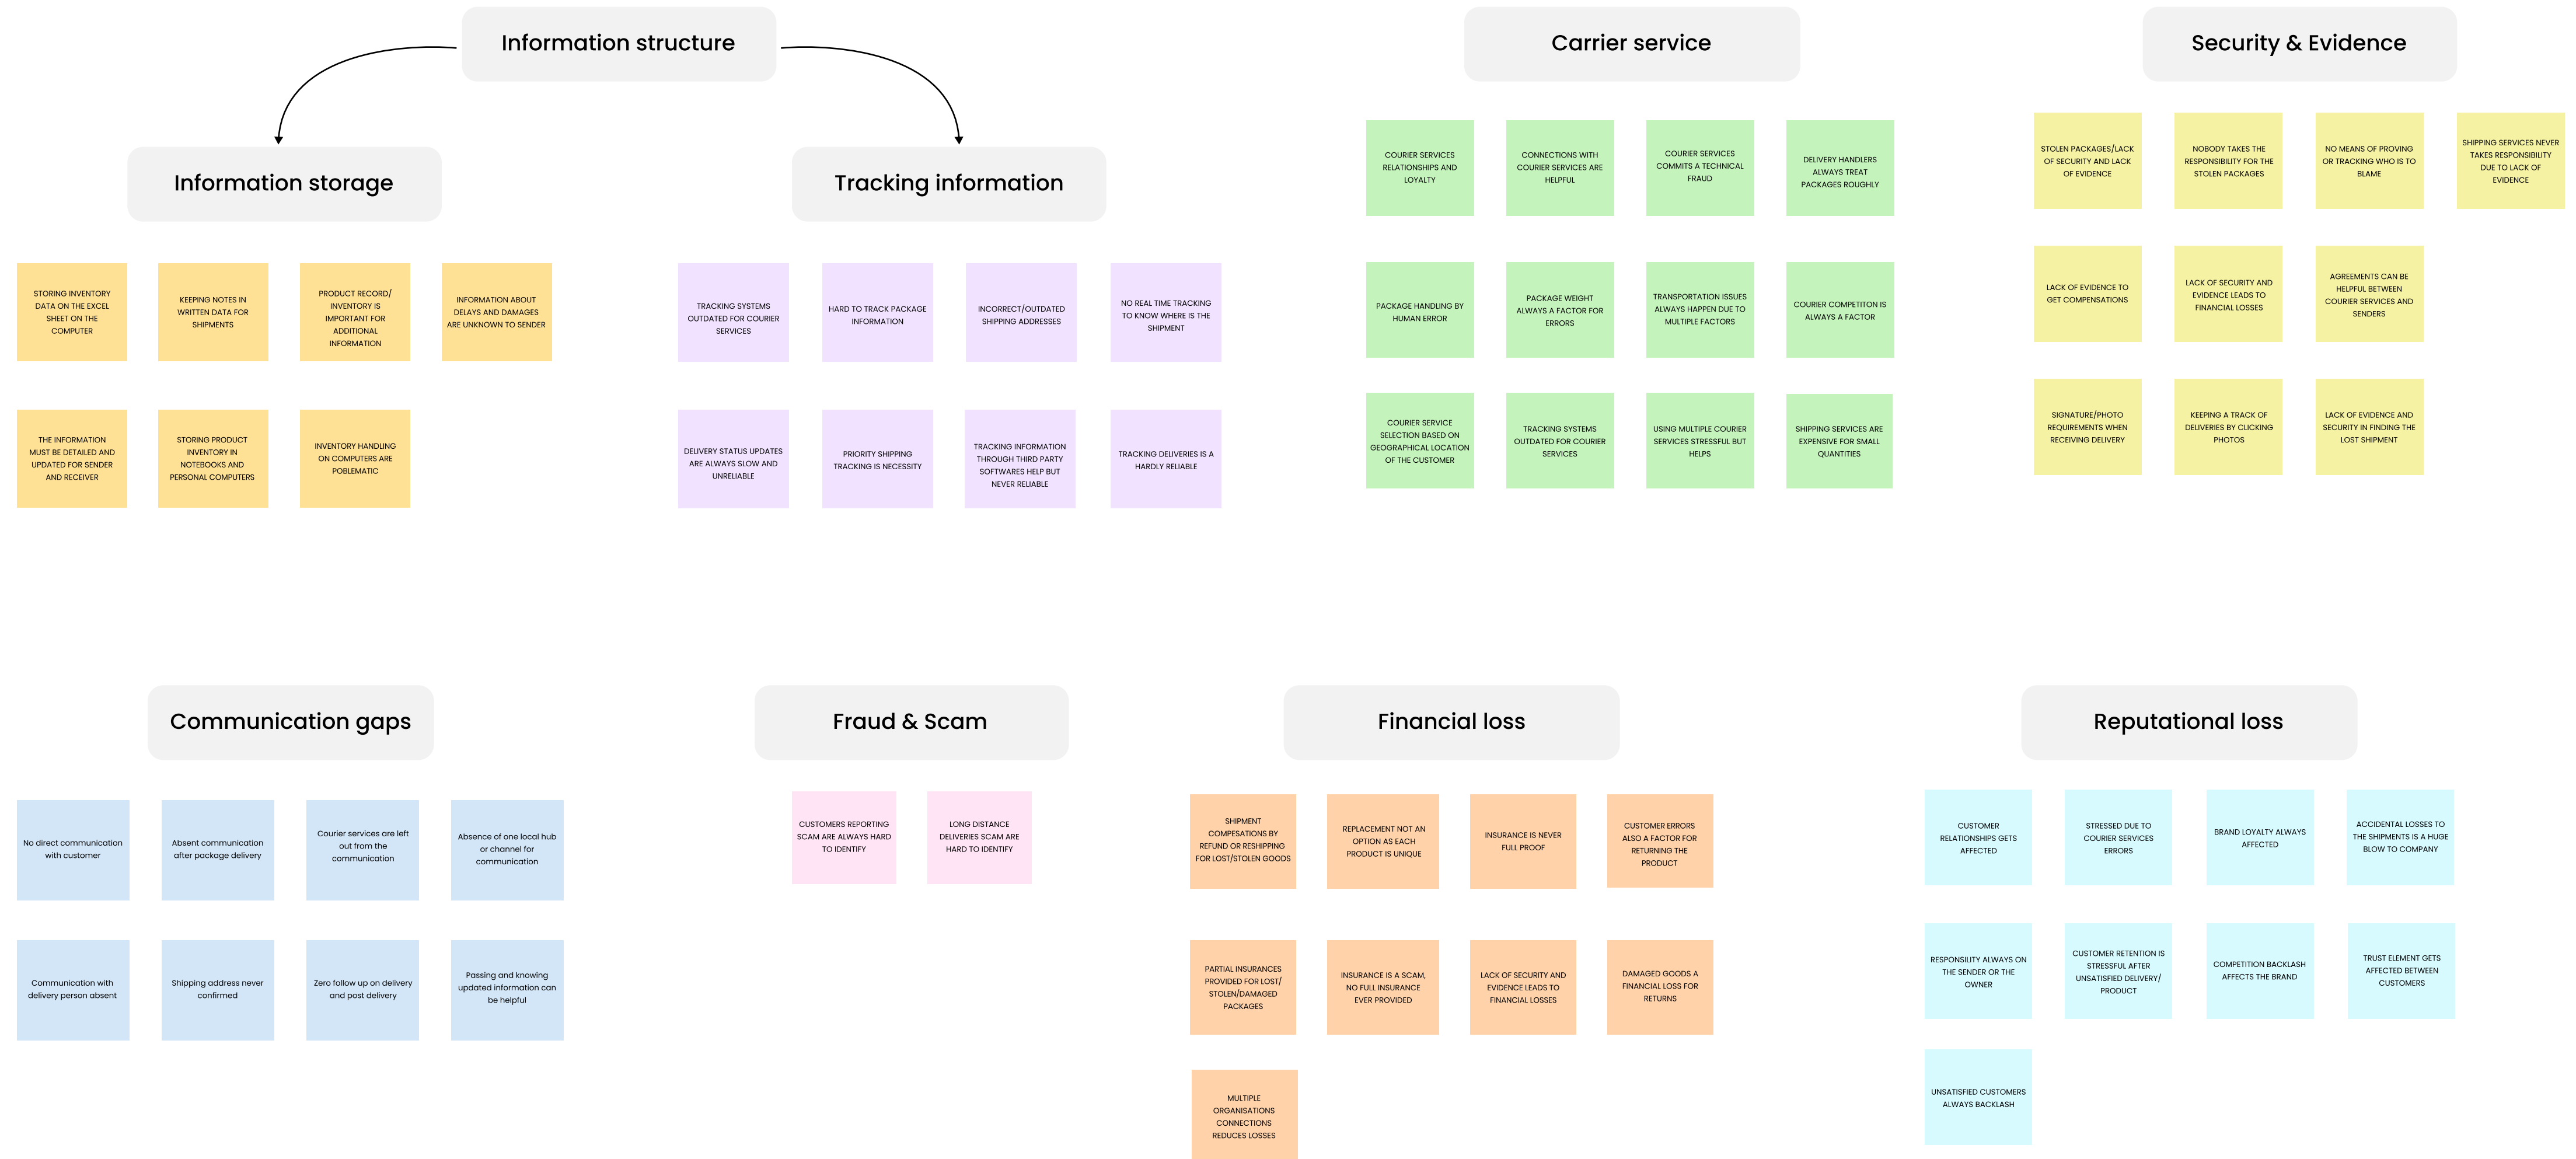 Information structure
Information storage
STORING INVENTORY
DATA ON THE EXCEL
SHEET ON THE
COMPUTER
KEEPING NOTES IN
WRITTEN DATA FOR
SHIPMENTS
PRODUCT RECORD/
INVENTORY IS
IMPORTANT FOR
ADDITIONAL
INFORMATION
INFORMATION ABOUT
DELAYS AND DAMAGES
ARE UNKNOWN TO SENDER
THE INFORMATION
MUST BE DETAILED AND
UPDATED FOR SENDER
AND RECEIVER
STORING PRODUCT
INVENTORY IN
NOTEBOOKS AND
PERSONAL COMPUTERS
INVENTORY HANDLING
ON COMPUTERS ARE
POBLEMATIC
Tracking information
TRACKING SYSTEMS
OUTDATED FOR COURIER
SERVICES
HARD TO TRACK PACKAGE
INFORMATION
INCORRECT/OUTDATED
SHIPPING ADDRESSES
NO REAL TIME TRACKING
TO KNOW WHERE IS THE
SHIPMENT
DELIVERY STATUS UPDATES
ARE ALWAYS SLOW AND
UNRELIABLE
PRIORITY SHIPPING
TRACKING IS NECESSITY
TRACKING INFORMATION
THROUGH THIRD PARTY
SOFTWARES HELP BUT
NEVER RELIABLE
TRACKING DELIVERIES IS A
HARDLY RELIABLE
Carrier service
COURIER SERVICES
RELATIONSHIPS AND
LOYALTY
CONNECTIONS WITH
COURIER SERVICES ARE
HELPFUL
COURIER SERVICES
COMMITS A TECHNICAL
FRAUD
DELIVERY HANDLERS
ALWAYS TREAT
PACKAGES ROUGHLY
PACKAGE HANDLING BY
HUMAN ERROR
PACKAGE WEIGHT
ALWAYS A FACTOR FOR
ERRORS
TRANSPORTATION ISSUES
ALWAYS HAPPEN DUE TO
MULTIPLE FACTORS
COURIER COMPETITON IS
ALWAYS A FACTOR
COURIER SERVICE
SELECTION BASED ON
GEOGRAPHICAL LOCATION
OF THE CUSTOMER
TRACKING SYSTEMS
OUTDATED FOR COURIER
SERVICES
USING MULTIPLE COURIER
SERVICES STRESSFUL BUT
HELPS
SHIPPING SERVICES ARE
EXPENSIVE FOR SMALL
QUANTITIES
Security & Evidence
STOLEN PACKAGES/LACK
OF SECURITY AND LACK
OF EVIDENCE
NOBODY TAKES THE
RESPONSIBILITY FOR THE
STOLEN PACKAGES
NO MEANS OF PROVING
OR TRACKING WHO IS TO
BLAME
SHIPPING SERVICES NEVER
TAKES RESPONSIBILITY
DUE TO LACK OF
EVIDENCE
LACK OF EVIDENCE TO
GET COMPENSATIONS
LACK OF SECURITY AND
EVIDENCE LEADS TO
FINANCIAL LOSSES
AGREEMENTS CAN BE
HELPFUL BETWEEN
COURIER SERVICES AND
SENDERS
SIGNATURE/PHOTO
REQUIREMENTS WHEN
RECEIVING DELIVERY
KEEPING A TRACK OF
DELIVERIES BY CLICKING
PHOTOS
LACK OF EVIDENCE AND
SECURITY IN FINDING THE
LOST SHIPMENT
Communication gaps
No direct communication
with customer
Absent communication
after package delivery
Courier services are left
out from the
communication
Absence of one local hub
or channel for
communication
Communication with
delivery person absent
Shipping address never
confirmed
Zero follow up on delivery
and post delivery
Passing and knowing
updated information can
be helpful
Fraud & Scam
CUSTOMERS REPORTING
SCAM ARE ALWAYS HARD
TO IDENTIFY
LONG DISTANCE
DELIVERIES SCAM ARE
HARD TO IDENTIFY
Financial loss
SHIPMENT
COMPESATIONS BY
REFUND OR RESHIPPING
FOR LOST/STOLEN GOODS
REPLACEMENT NOT AN
OPTION AS EACH
PRODUCT IS UNIQUE
INSURANCE IS NEVER
FULL PROOF
CUSTOMER ERRORS
ALSO A FACTOR FOR
RETURNING THE
PRODUCT
PARTIAL INSURANCES
PROVIDED FOR LOST/
STOLEN/DAMAGED
PACKAGES
INSURANCE IS A SCAM,
NO FULL INSURANCE
EVER PROVIDED
LACK OF SECURITY AND
EVIDENCE LEADS TO
FINANCIAL LOSSES
DAMAGED GOODS A
FINANCIAL LOSS FOR
RETURNS
MULTIPLE
ORGANISATIONS
CONNECTIONS
REDUCES LOSSES
Reputational loss
CUSTOMER
RELATIONSHIPS GETS
AFFECTED
STRESSED DUE TO
COURIER SERVICES
ERRORS
BRAND LOYALTY ALWAYS
AFFECTED
ACCIDENTAL LOSSES TO
THE SHIPMENTS IS A HUGE
BLOW TO COMPANY
RESPONSILITY ALWAYS ON
THE SENDER OR THE
OWNER
CUSTOMER RETENTION IS
STRESSFUL AFTER
UNSATISFIED DELIVERY/
PRODUCT
COMPETITION BACKLASH
AFFECTS THE BRAND
TRUST ELEMENT GETS
AFFECTED BETWEEN
CUSTOMERS
UNSATISFIED CUSTOMERS
ALWAYS BACKLASH